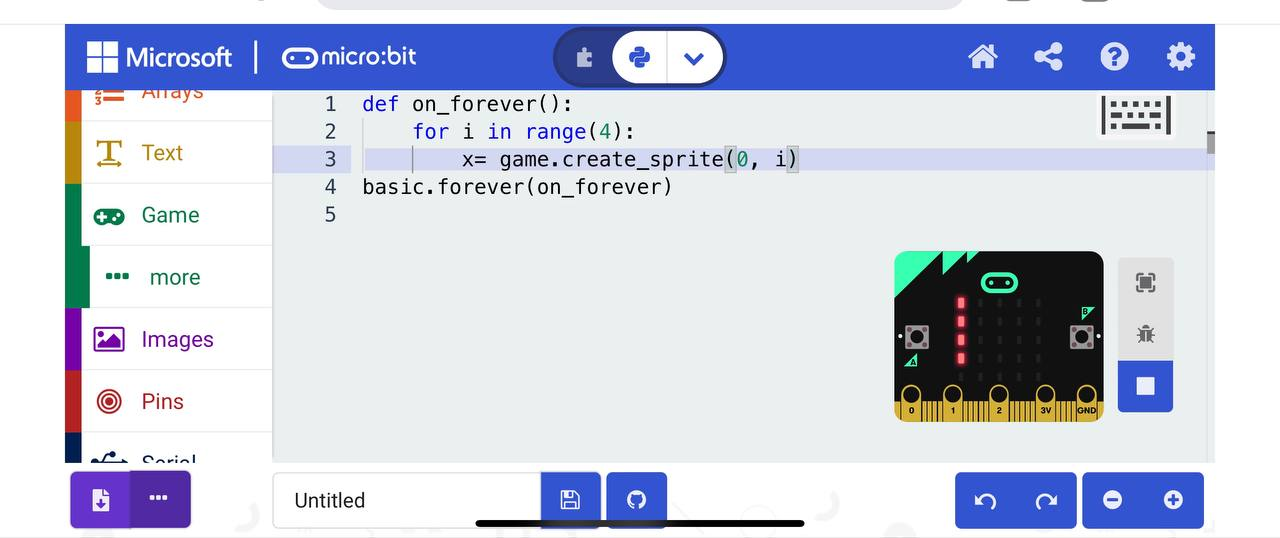 Microsoft | micro:bit
Arrays
Text
Game
more
Images
Pins
Serial
1 def on_forever():
2     for i in range(4):
3         x= game.create_sprite(0, i)
4 basic.forever(on_forever)
5
B
A
0 1 2 3V GND
Untitled